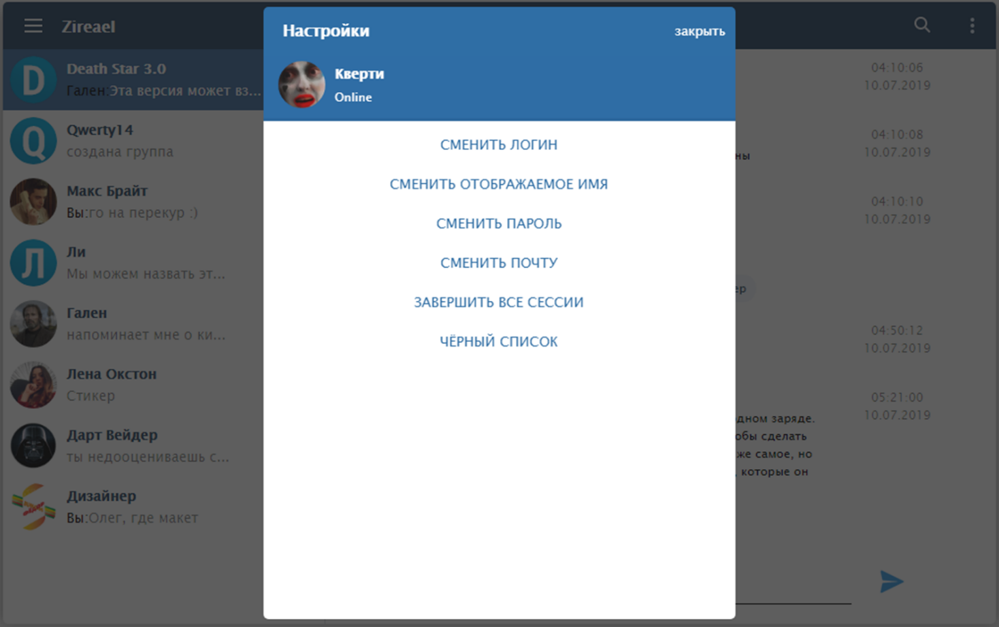 Zireael
Death Star 3.0
Гален:Эта версия может вз...
Qwerty14
создана группа
Макс Брайт
Вы:го на перекур :)
Ли
Мы можем назвать эт...
Гален
напоминает мне о ки...
Лена Окстон
Стикер
Дарт Вейдер
ты недооцениваешь с...
Дизайнер
Вы:Олег, где макет
Настройки
закрыть
Кверти
Online
СМЕНИТЬ ЛОГИН
СМЕНИТЬ ОТОБРАЖАЕМОЕ ИМЯ
СМЕНИТЬ ПАРОЛЬ
СМЕНИТЬ ПОЧТУ
ЗАВЕРШИТЬ ВСЕ СЕССИИ
ЧЁРНЫЙ СПИСОК
04:10:06
10.07.2019
04:10:08
10.07.2019
ны
04:10:10
10.07.2019
ер
04:50:12
10.07.2019
05:21:00
10.07.2019
дном заряде.
обы сделать
же самое, но
, которые он